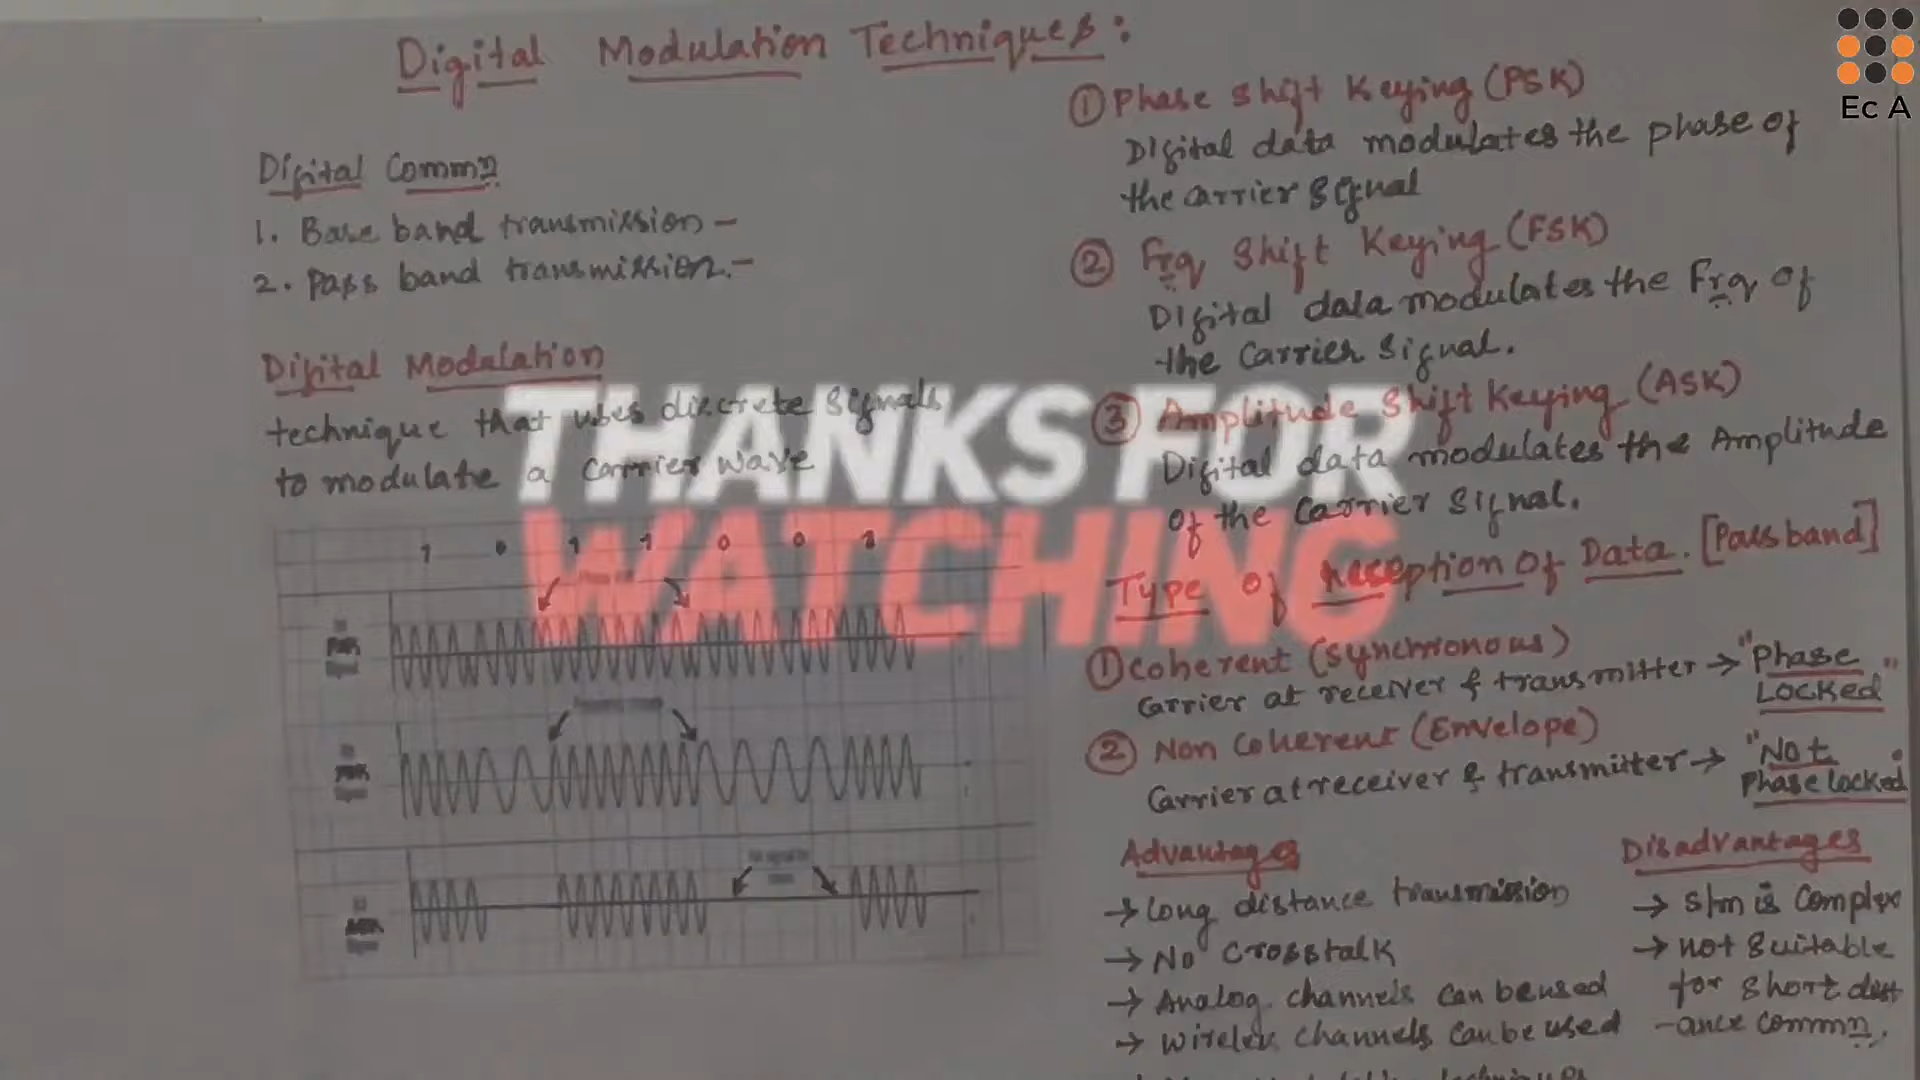 Digital Modulation Techniques:
Digital Commn
1. Base band transmission -
2. Pass band transmission. -
Digital Modulation
technique that uses discrete signals
to modulate a carrier wave
1 0 1 1 0 0 1
① Phase Shift Keying (PSK)
Digital data modulates the phase of
the carrier signal
② Frq Shift Keying (FSK)
Digital data modulates the Frq of
the Carrier Signal.
③ Amplitude Shift Keying (ASK)
Digital data modulates the Amplitude
of the Carrier Signal.
Type of Reception Of Data. [Pass band]
① Coherent (Synchronous)
Carrier at receiver & transmitter → "Phase
Locked"
② Non Coherent (Envelope)
Carrier at receiver & transmitter → "Not
Phase locked
Advantages
→ Long distance transmission
→ No Crosstalk
→ Analog channels can be used
→ Wireless channels can be used
Disadvantages
→ S/m is Complex
→ not Suitable
for Short dist
-ance Commn.
THANKS FOR
WATCHING
Ec A